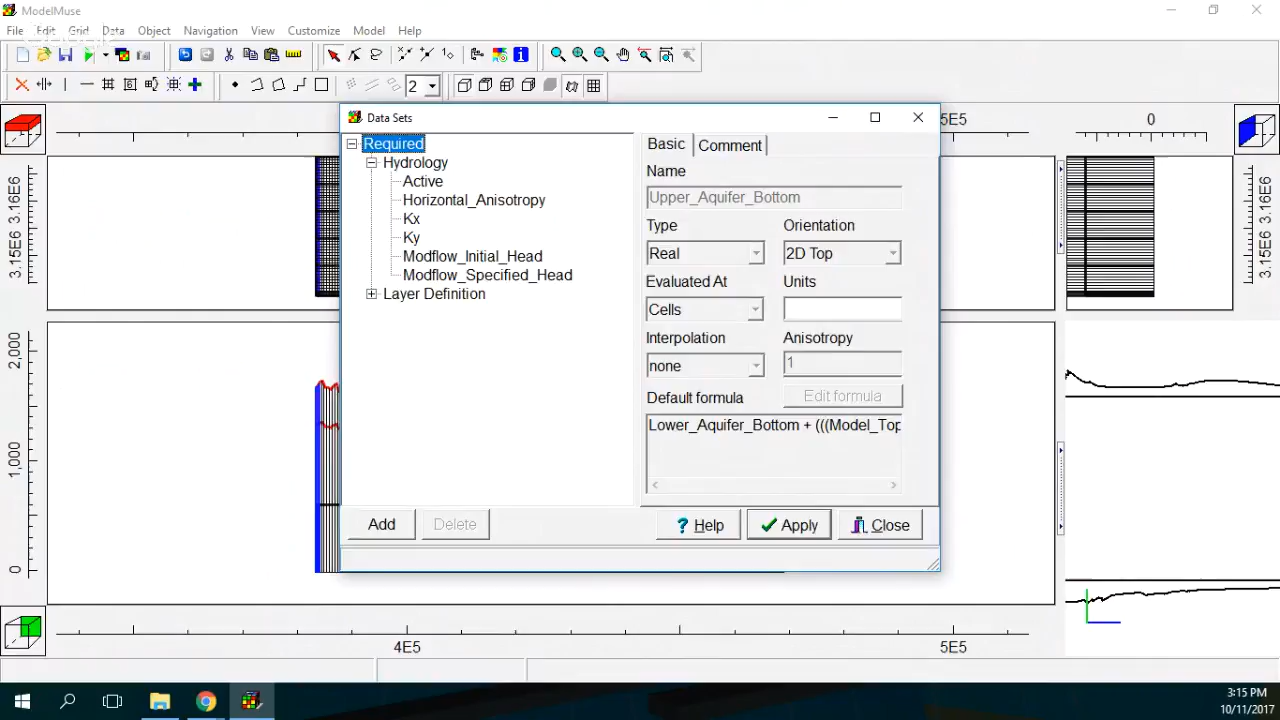 ModelMuse
File Edit Grid Data Object Navigation View Customize Model Help
2
5E5
0
3.15E6 3.16E6
3.15E6 3.16E6
Data Sets
Required
Hydrology
Active
Horizontal_Anisotropy
Kx
Ky
Modflow_Initial_Head
Modflow_Specified_Head
Layer Definition
Basic Comment
Name
Upper_Aquifer_Bottom
Type Orientation
Real 2D Top
Evaluated At Units
Cells
Interpolation Anisotropy
none 1
Default formula Edit formula
Lower_Aquifer_Bottom + (((Model_Top
Add Delete ? Help Apply Close
2,000
1,000
0
4E5 5E5
3:15 PM
10/11/2017